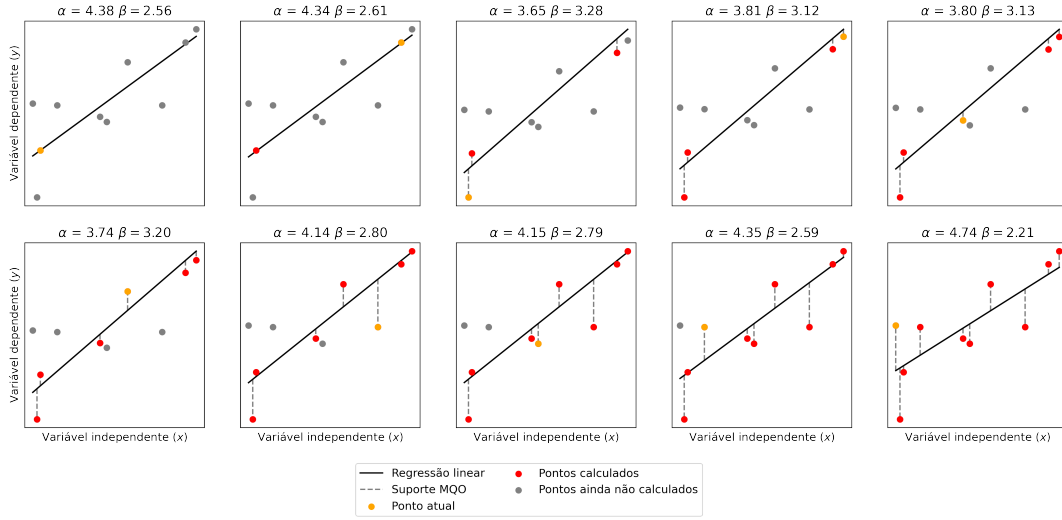 α = 4.38 β = 2.56
α = 4.34 β = 2.61
α = 3.65 β = 3.28
α = 3.81 β = 3.12
α = 3.80 β = 3.13
Variável dependente (y)
α = 3.74 β = 3.20
α = 4.14 β = 2.80
α = 4.15 β = 2.79
α = 4.35 β = 2.59
α = 4.74 β = 2.21
Variável dependente (y)
Variável independente (x)
Variável independente (x)
Variável independente (x)
Variável independente (x)
Variável independente (x)
Regressão linear
Suporte MQO
Ponto atual
Pontos calculados
Pontos ainda não calculados